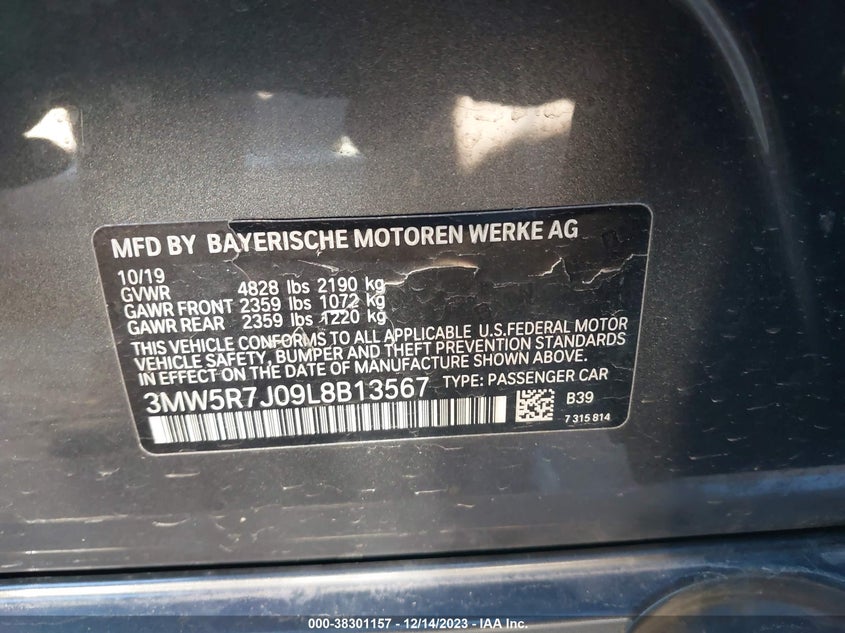 MFD BY BAYERISCHE MOTOREN WERKE AG
10/19
GVWR 4828 lbs 2190 kg
GAWR FRONT 2359 lbs 1072 kg
GAWR REAR 2359 lbs 1220 kg
THIS VEHICLE CONFORMS TO ALL APPLICABLE U.S.FEDERAL MOTOR
VEHICLE SAFETY, BUMPER AND THEFT PREVENTION STANDARDS
IN EFFECT ON THE DATE OF MANUFACTURE SHOWN ABOVE.
3MW5R7J09L8B13567 TYPE: PASSENGER CAR
B39
7 315 814
000-38301157 - 12/14/2023 - IAA Inc.